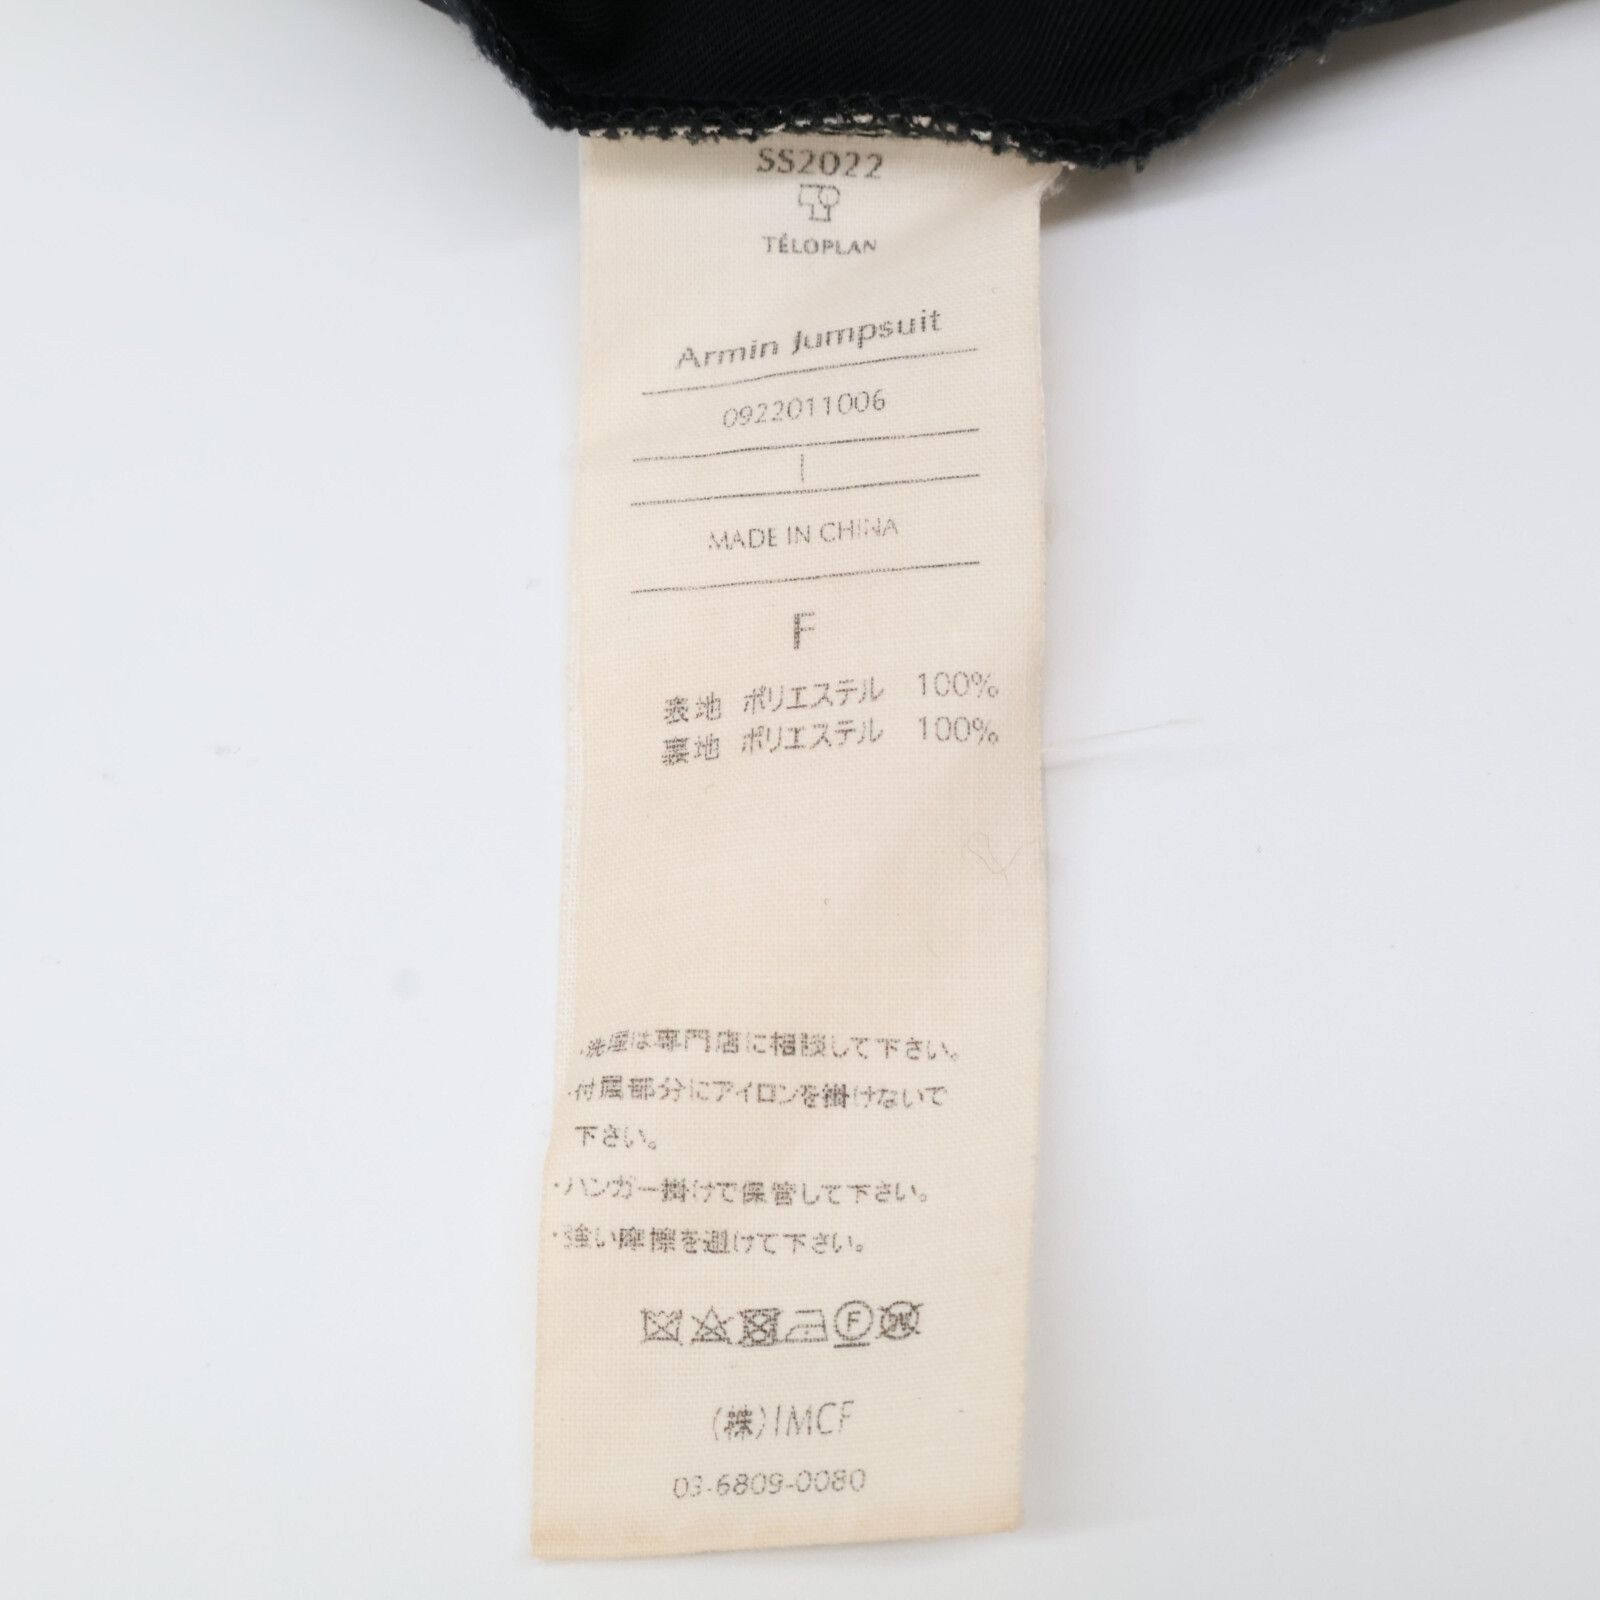 SS2022
TÉLOPLAN
Armin Jumpsuit
0922011006
MADE IN CHINA
F
表地 ポリエステル 100%
裏地 ポリエステル 100%
・洗濯は専門店に相談して下さい。
・付属部分にアイロンを掛けないで
下さい。
・ハンガー掛けで保管して下さい。
・強い摩擦を避けて下さい。
F
W
(株)IMCF
03-6809-0080